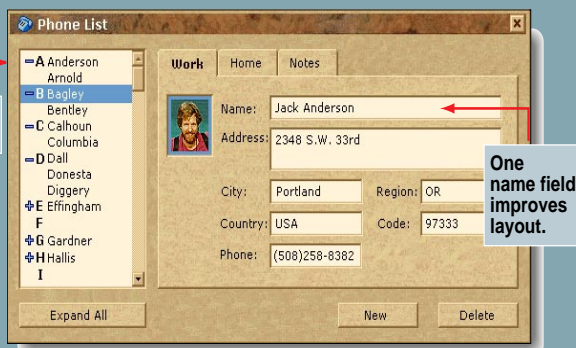 Phone List
A Anderson
Arnold
B Bagley
Bentley
C Calhoun
Columbia
D Dall
Donesta
Diggery
E Effingham
F
G Gardner
H Hallis
I
Expand All
Work Home Notes
Name: Jack Anderson
Address: 2348 S.W. 33rd
City: Portland Region: OR
Country: USA Code: 97333
Phone: (508)258-8382
New Delete
One
name field
improves
layout.